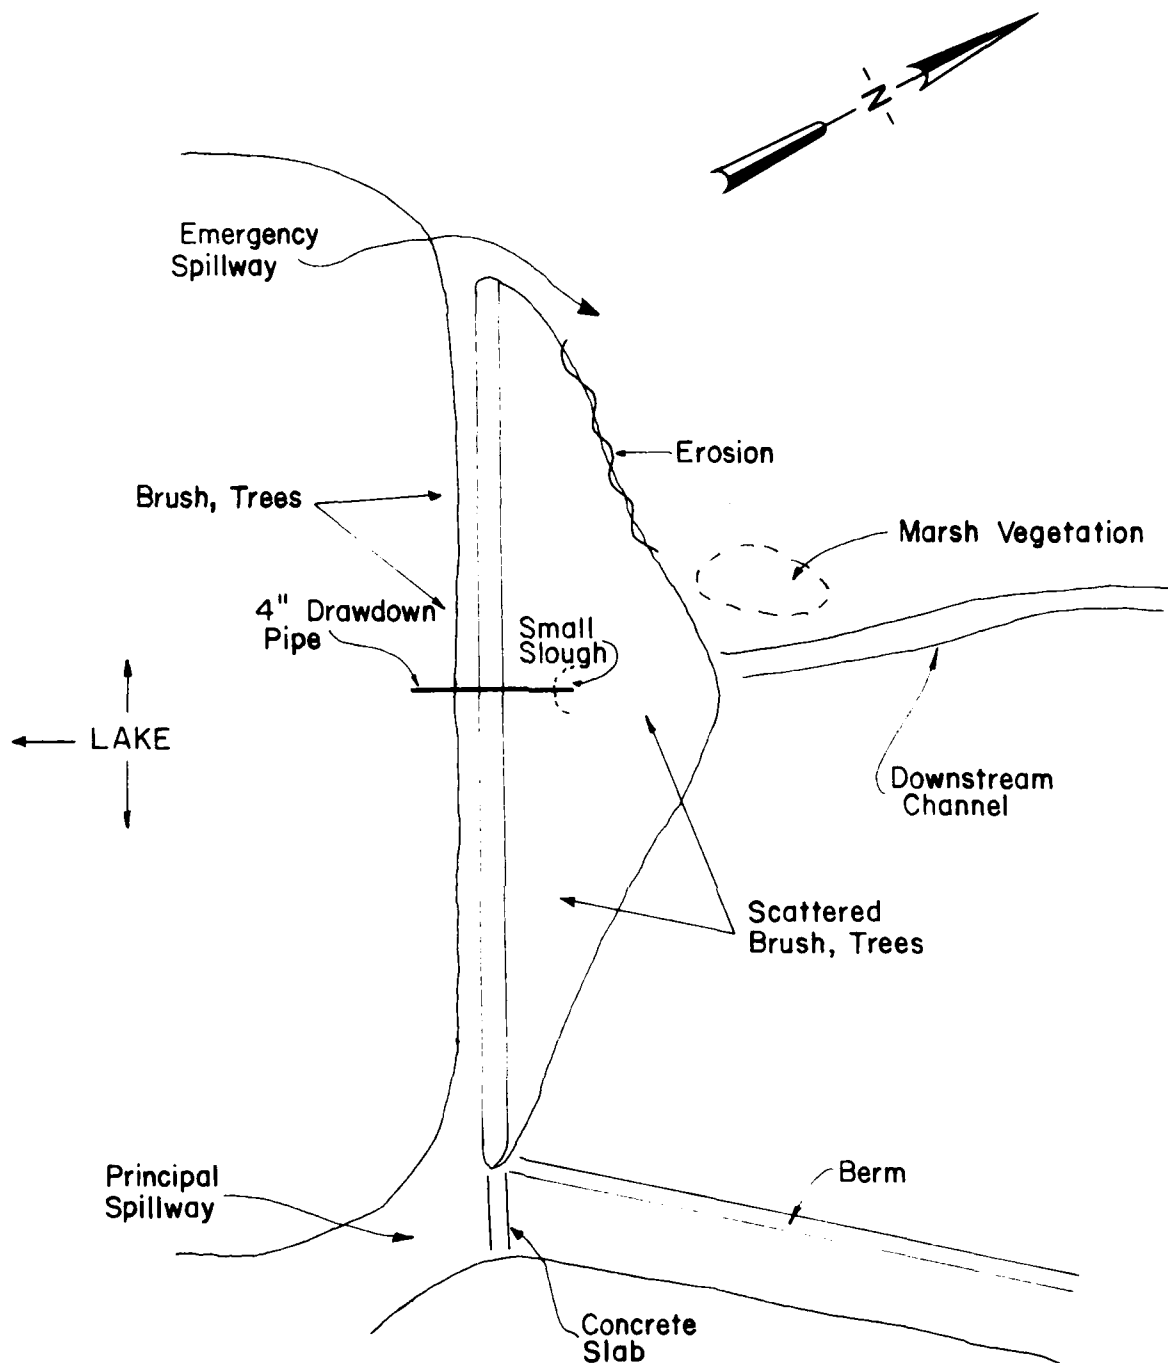 N
Emergency
Spillway
Erosion
Brush, Trees
Marsh Vegetation
4" Drawdown
Pipe
Small
Slough
LAKE
Downstream
Channel
Scattered
Brush, Trees
Principal
Spillway
Berm
Concrete
Slab